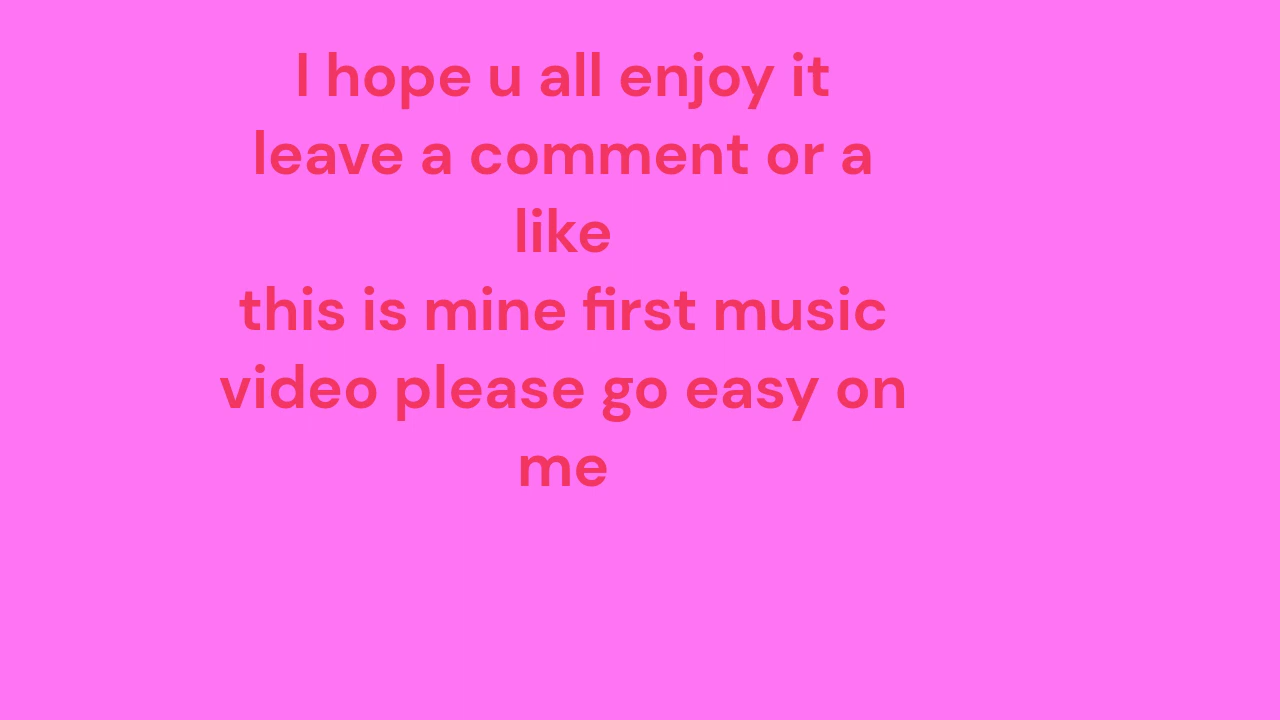 I hope u all enjoy it
leave a comment or a
like
this is mine first music
video please go easy on
me